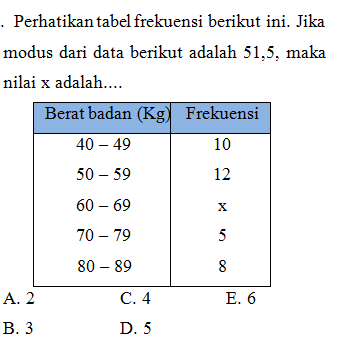 . Perhatikan tabel frekuensi berikut ini. Jika
modus dari data berikut adalah 51,5, maka
nilai x adalah....
Berat badan (Kg) Frekuensi
40 – 49 10
50 – 59 12
60 – 69 x
70 – 79 5
80 – 89 8
A. 2 C. 4 E. 6
B. 3 D. 5